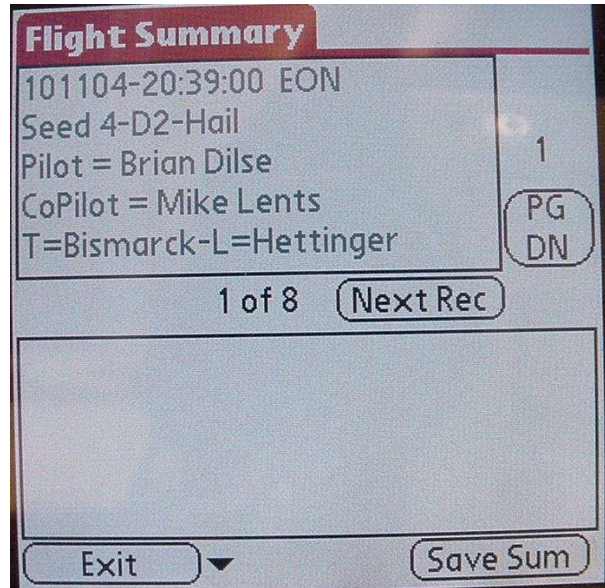 Flight Summary
101104-20:39:00 EON
Seed 4-D2-Hail
Pilot = Brian Dilse
CoPilot = Mike Lents
T=Bismarck-L=Hettinger
1
PG
DN
1 of 8 Next Rec
Exit
Save Sum